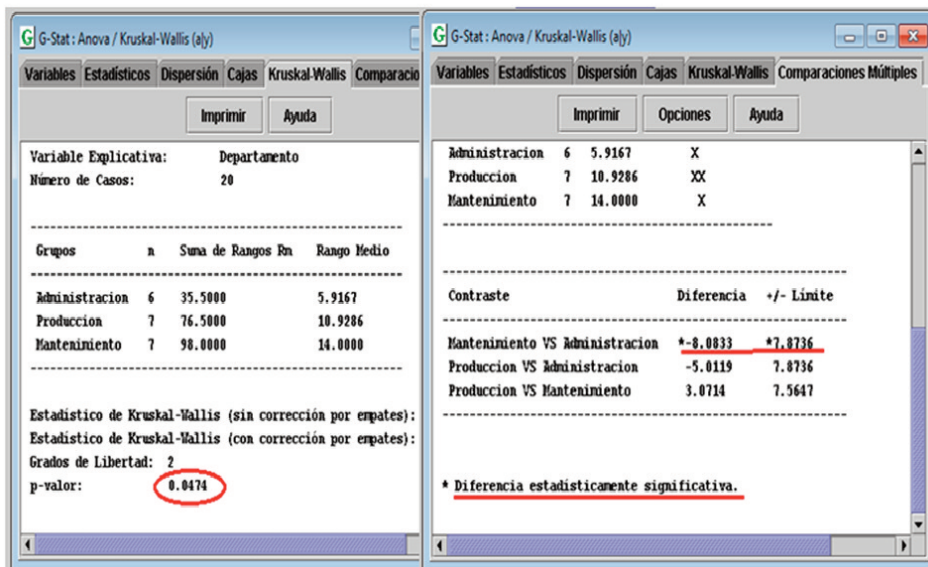 G-Stat : Anova / Kruskal-Wallis (a|y)
Variables Estadísticos Dispersión Cajas Kruskal-Wallis Comparacio
Imprimir Ayuda
Variable Explicativa: Departamento
Número de Casos: 20
Grupos n Suma de Rangos Rm Rango Medio
Administracion 6 35.5000 5.9167
Produccion 7 76.5000 10.9286
Mantenimiento 7 98.0000 14.0000
Estadístico de Kruskal-Wallis (sin corrección por empates):
Estadístico de Kruskal-Wallis (con corrección por empates):
Grados de Libertad: 2
p-valor: 0.0474
G-Stat : Anova / Kruskal-Wallis (a|y)
Variables Estadísticos Dispersión Cajas Kruskal-Wallis Comparaciones Múltiples
Imprimir Opciones Ayuda
Administracion 6 5.9167 X
Produccion 7 10.9286 XX
Mantenimiento 7 14.0000 X
Contraste Diferencia +/- Límite
Mantenimiento VS Administracion *-8.0833 *7.8736
Produccion VS Administracion -5.0119 7.8736
Produccion VS Mantenimiento 3.0714 7.5647
* Diferencia estadísticamente significativa.